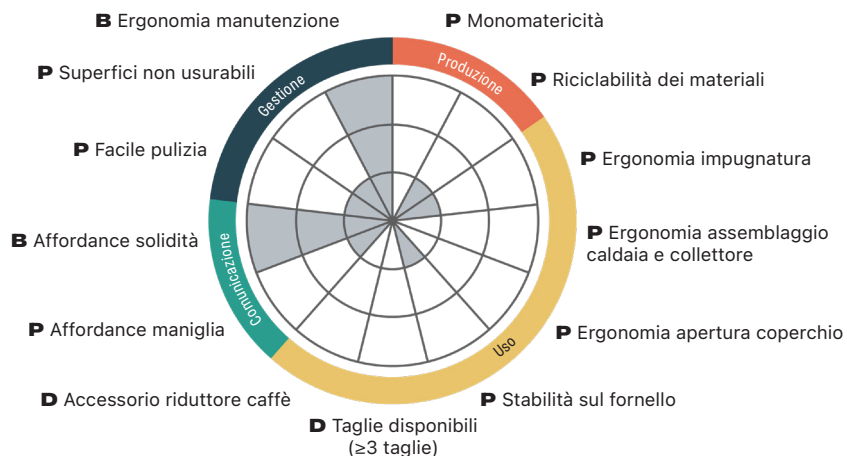 B Ergonomia manutenzione
P Monomatericità
P Superfici non usurabili
Gestione
Produzione
P Riciclabilità dei materiali
P Facile pulizia
P Ergonomia impugnatura
B Affordance solidità
Comunicazione
P Ergonomia assemblaggio
caldaia e collettore
P Affordance maniglia
Uso
P Ergonomia apertura coperchio
D Accessorio riduttore caffè
P Stabilità sul fornello
D Taglie disponibili
(≥3 taglie)